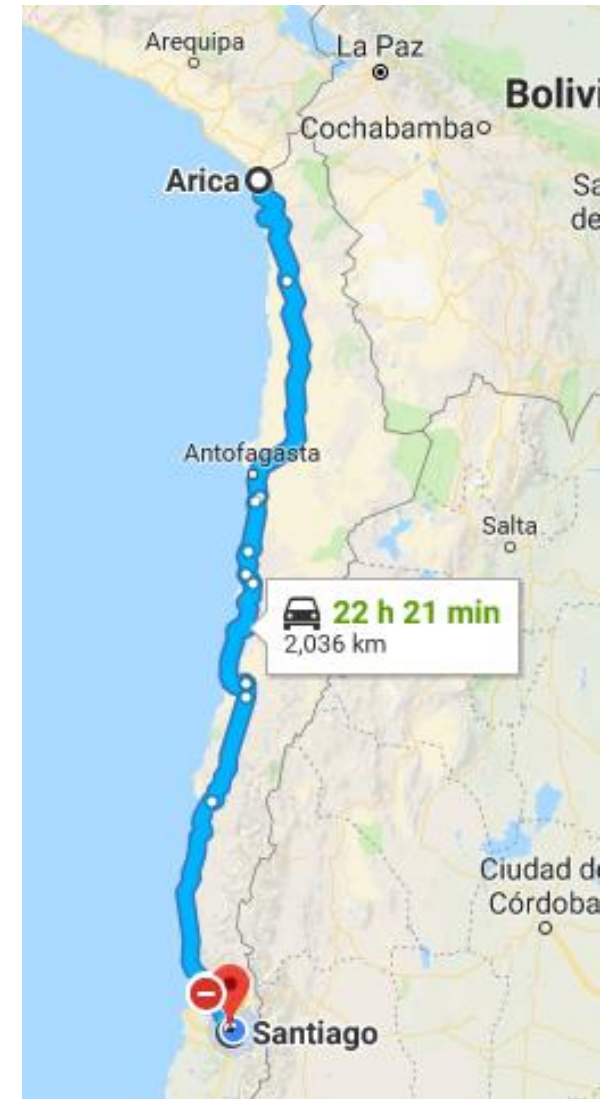 Arequipa
La Paz
Bolivi
Cochabamba
Arica
Sa
de
Antofagasta
Salta
22 h 21 min
2,036 km
Ciudad de
Córdoba
Santiago